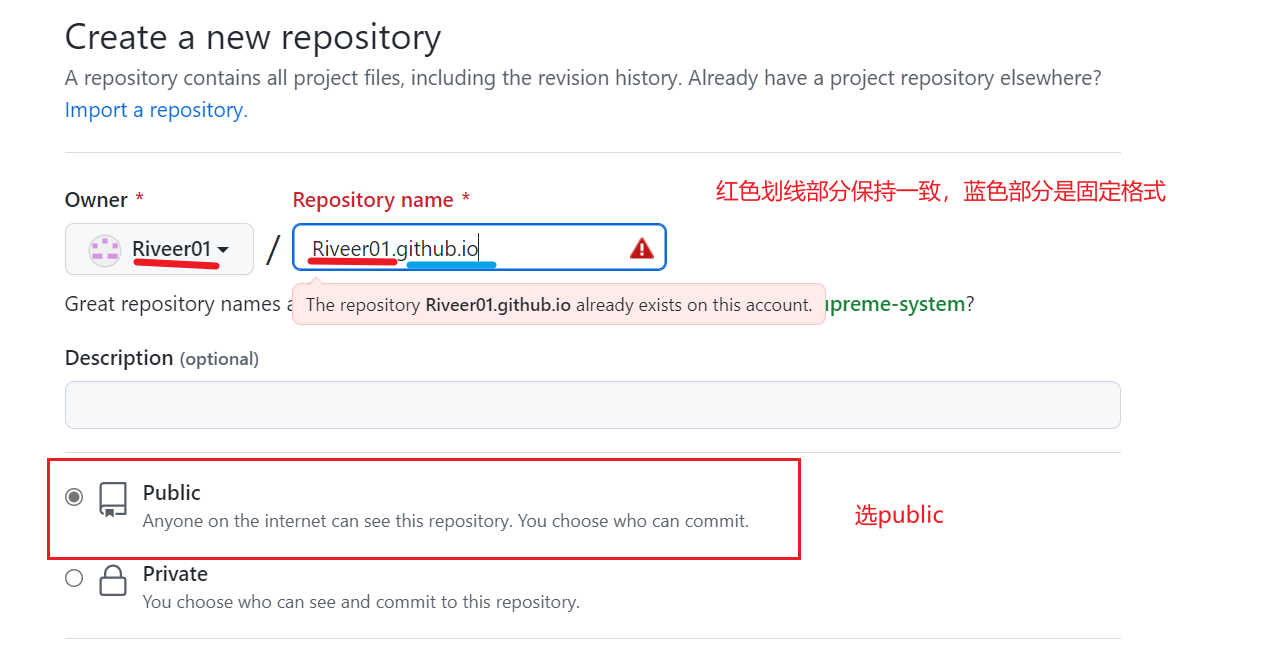 Create a new repository
A repository contains all project files, including the revision history. Already have a project repository elsewhere?
Import a repository.
Owner *
Repository name *
红色划线部分保持一致，蓝色部分是固定格式
Riveer01
/
Riveer01.github.io
Great repository names
The repository Riveer01.github.io already exists on this account.
upreme-system?
Description (optional)
Public
Anyone on the internet can see this repository. You choose who can commit.
选public
Private
You choose who can see and commit to this repository.